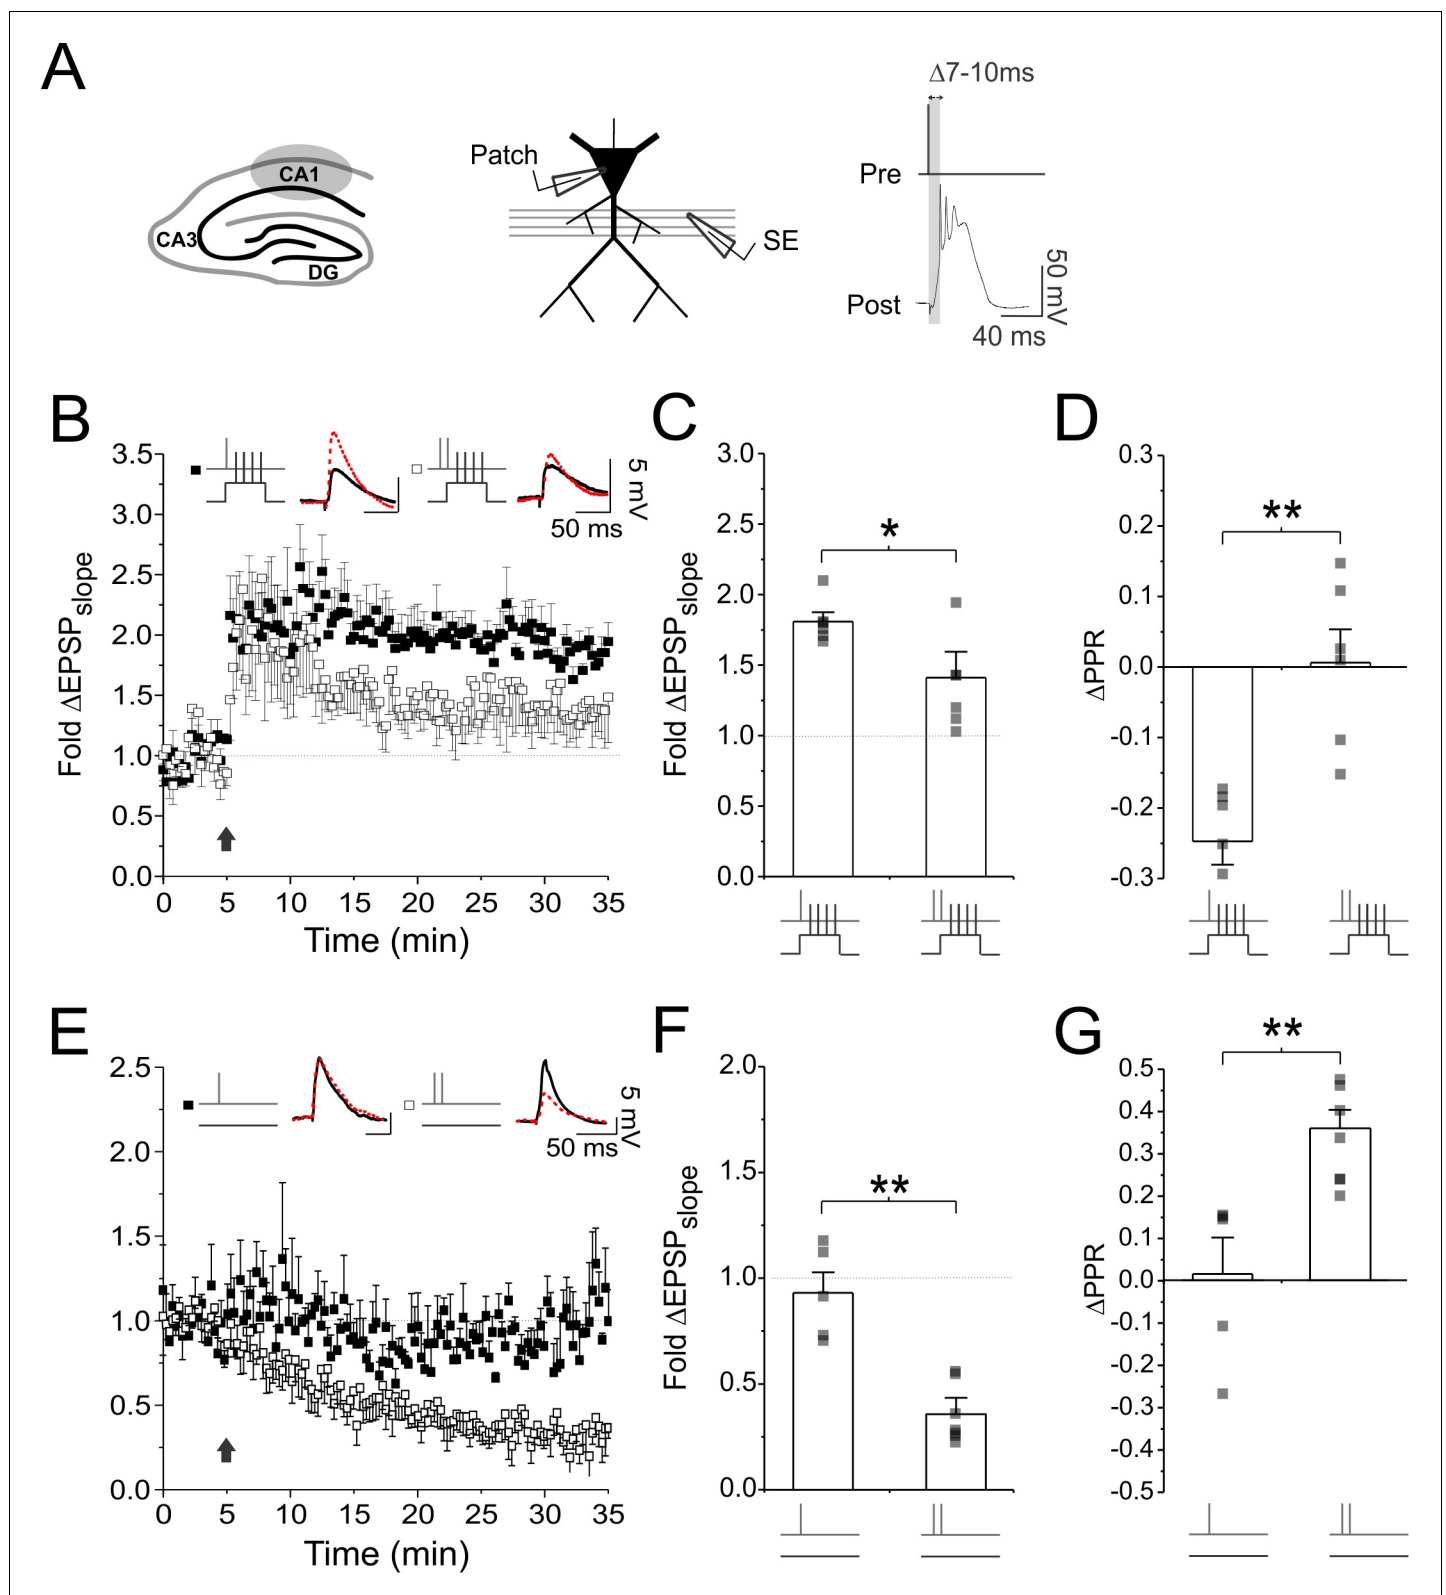 A
Δ7-10ms
Patch
CA1
Pre
CA3
SE
DG
Post
50 mV
40 ms
B
3.5
3.0
2.5
2.0
1.5
1.0
0.5
0.0
Fold ΔEPSPslope
5 mV
50 ms
0 5 10 15 20 25 30 35
Time (min)
C
3.0
2.5
2.0
1.5
1.0
0.5
0.0
Fold ΔEPSPslope
*
D
0.3
0.2
0.1
0.0
-0.1
-0.2
-0.3
ΔPPR
**
E
2.5
2.0
1.5
1.0
0.5
0.0
5 mV
50 ms
0 5 10 15 20 25 30 35
Time (min)
F
2.0
1.5
1.0
0.5
0.0
Fold ΔEPSPslope
**
G
0.5
0.4
0.3
0.2
0.1
0.0
-0.1
-0.2
-0.3
-0.4
-0.5
ΔPPR
**